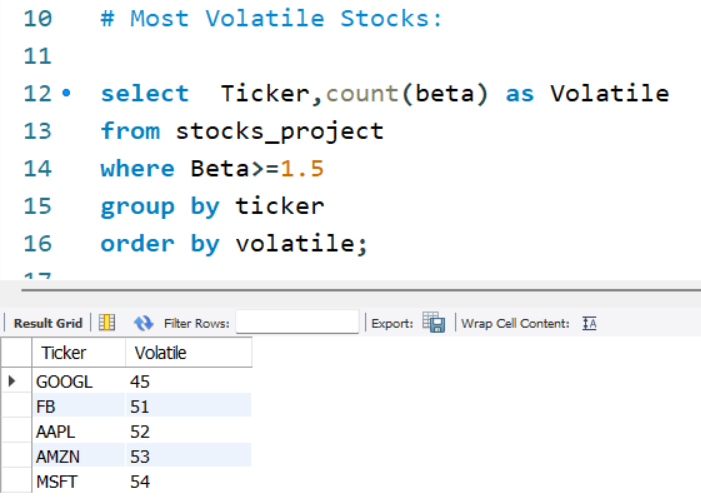 10 # Most Volatile Stocks:
11
12 select Ticker,count(beta) as Volatile
13 from stocks_project
14 where Beta>=1.5
15 group by ticker
16 order by volatile;
17
Result Grid Filter Rows: Export: Wrap Cell Content: IA
Ticker Volatile
GOOGL 45
FB 51
AAPL 52
AMZN 53
MSFT 54